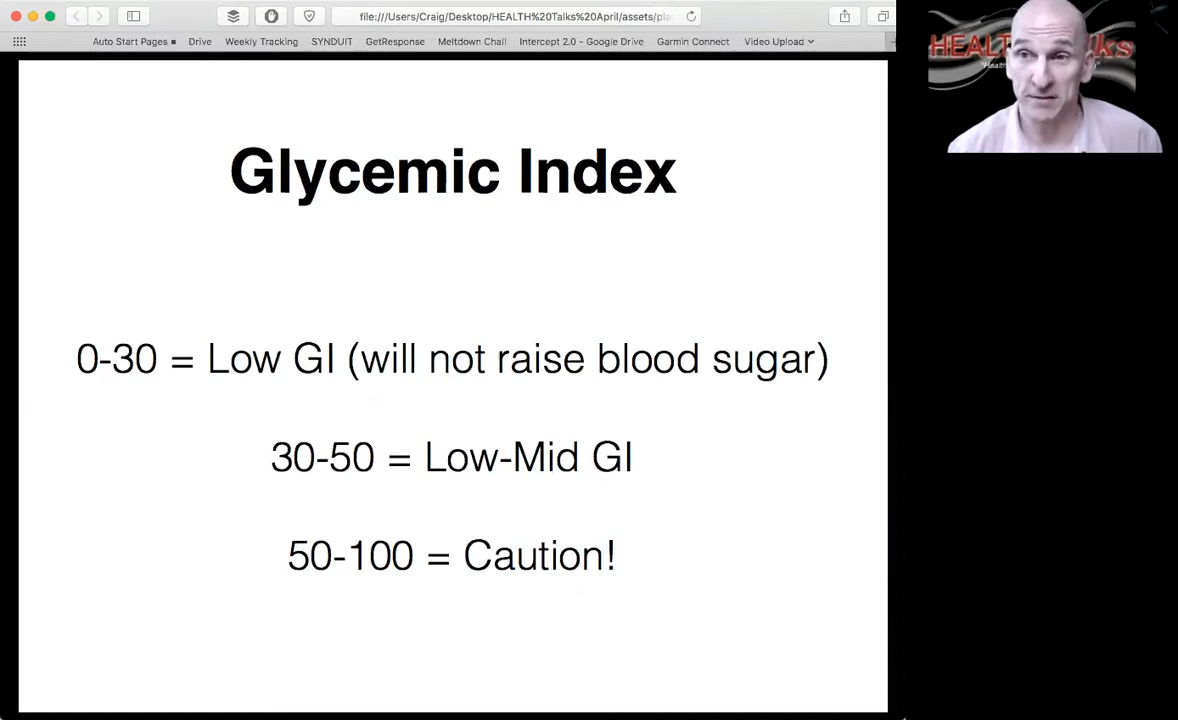 file:///Users/Craig/Desktop/HEALTH%20Talks%20April/assets/pla
Auto Start Pages Drive Weekly Tracking SYNDUIT GetResponse Meltdown Chall Intercept 2.0 - Google Drive Garmin Connect Video Upload
HEALTH lks
Glycemic Index
0-30 = Low GI (will not raise blood sugar)
30-50 = Low-Mid GI
50-100 = Caution!